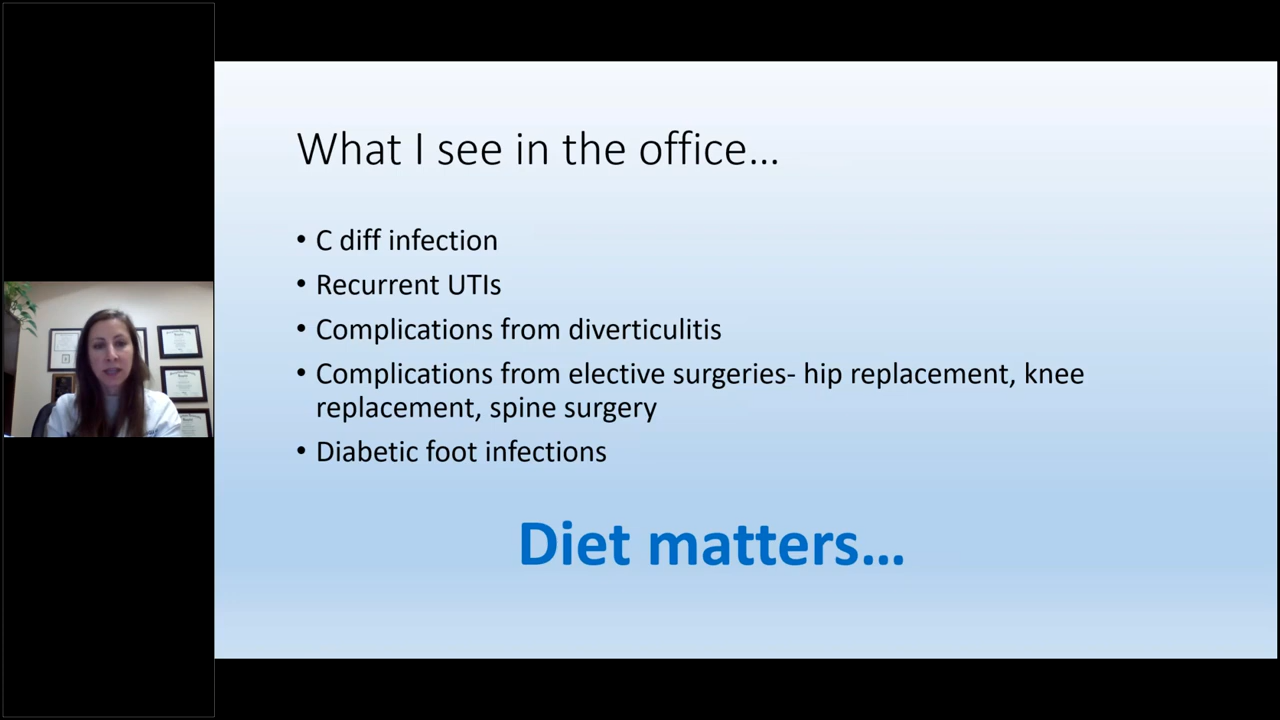 What I see in the office...
• C diff infection
• Recurrent UTIs
• Complications from diverticulitis
• Complications from elective surgeries- hip replacement, knee
replacement, spine surgery
• Diabetic foot infections
Diet matters...